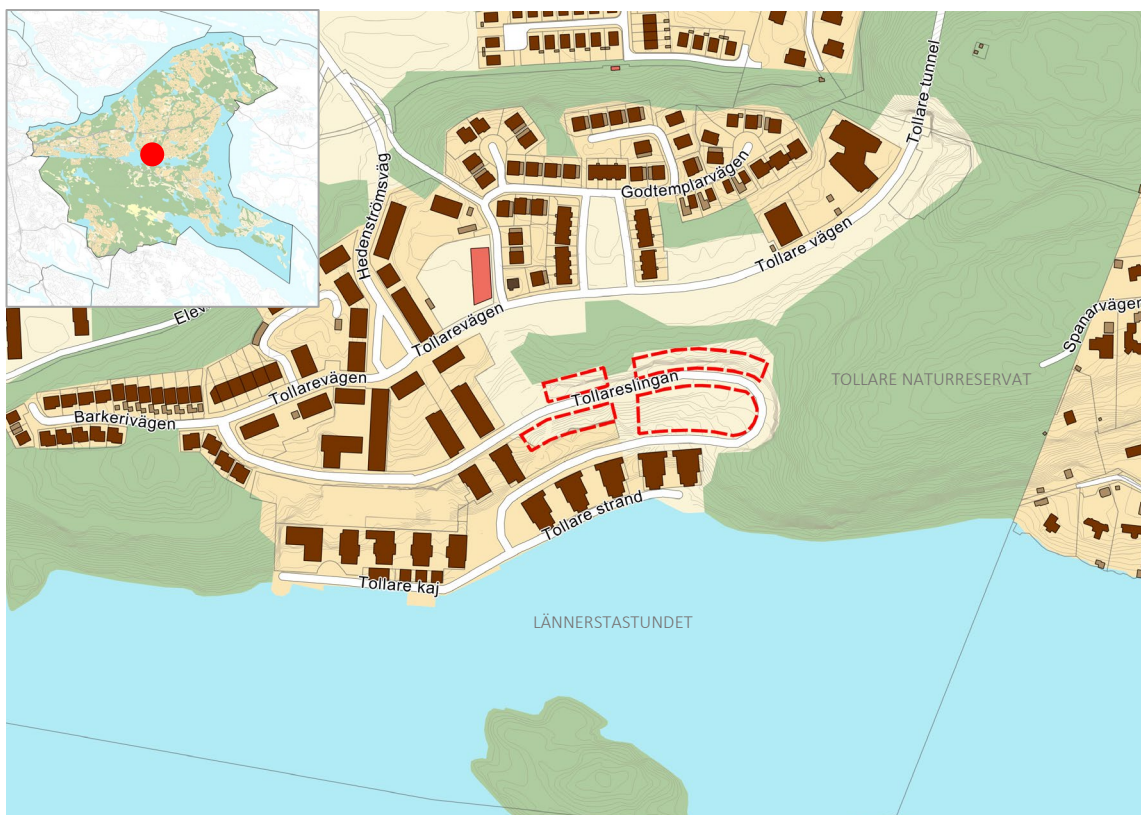 Tollare tunnel
Hedenströmsväg
Godtemplarvägen
Tollare vägen
Elev
Tollarevägen
Spanarvägen
Tollarevägen
Tollareslingan
TOLLARE NATURRESERVAT
Barkerivägen
Tollare strand
Tollare kaj
LÄNNERSTASTUNDET